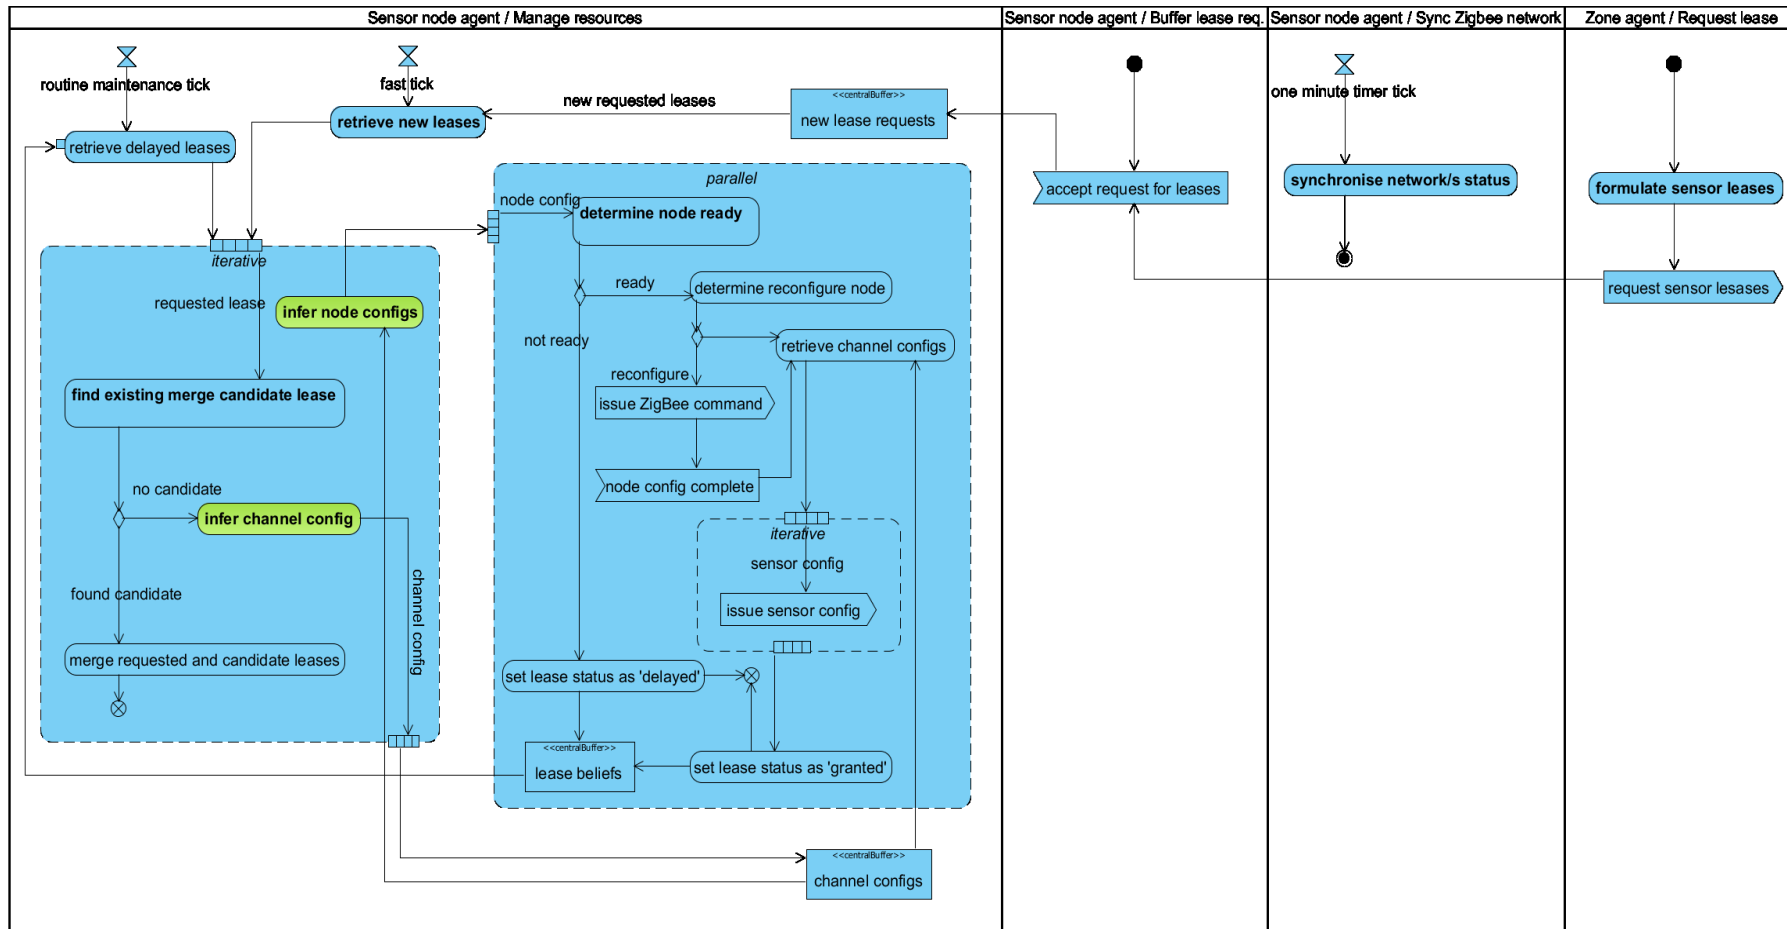 Sensor node agent / Manage resources
Sensor node agent / Buffer lease req.
Sensor node agent / Sync Zigbee network
Zone agent / Request lease
routine maintenance tick
fast tick
new requested leases
<<centralBuffer>>
new lease requests
one minute timer tick
retrieve new leases
retrieve delayed leases
parallel
node config
determine node ready
accept request for leases
synchronise network/s status
formulate sensor leases
iterative
requested lease
infer node configs
ready
determine reconfigure node
request sensor lesases
not ready
retrieve channel configs
reconfigure
find existing merge candidate lease
issue ZigBee command
no candidate
node config complete
infer channel config
iterative
sensor config
channel config
found candidate
issue sensor config
merge requested and candidate leases
set lease status as 'delayed'
<<centralBuffer>>
lease beliefs
set lease status as 'granted'
<<centralBuffer>>
channel configs